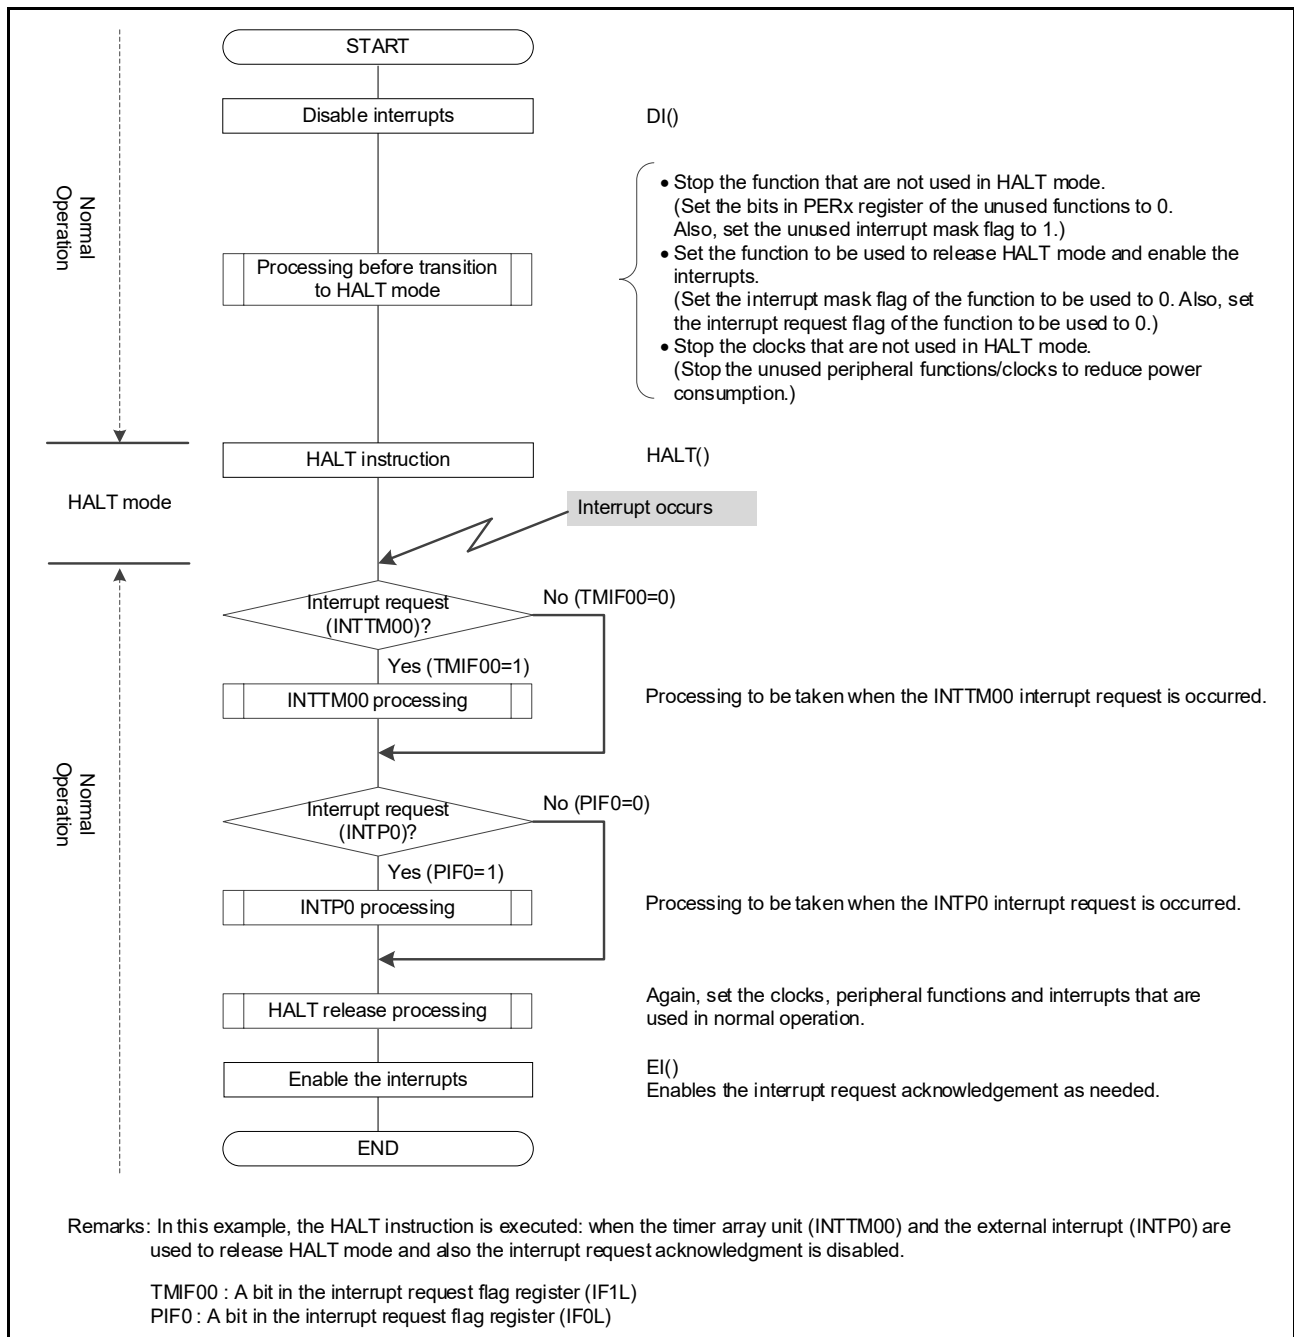 START
Disable interrupts
DI()
Normal
Operation
• Stop the function that are not used in HALT mode.
(Set the bits in PERx register of the unused functions to 0.
Also, set the unused interrupt mask flag to 1.)
• Set the function to be used to release HALT mode and enable the
interrupts.
(Set the interrupt mask flag of the function to be used to 0. Also, set
the interrupt request flag of the function to be used to 0.)
• Stop the clocks that are not used in HALT mode.
(Stop the unused peripheral functions/clocks to reduce power
consumption.)
Processing before transition
to HALT mode
HALT instruction
HALT()
HALT mode
Interrupt occurs
Interrupt request
(INTTM00)?
No (TMIF00=0)
Yes (TMIF00=1)
INTTM00 processing
Processing to be taken when the INTTM00 interrupt request is occurred.
Normal
Operation
Interrupt request
(INTP0)?
No (PIF0=0)
Yes (PIF0=1)
INTP0 processing
Processing to be taken when the INTP0 interrupt request is occurred.
HALT release processing
Again, set the clocks, peripheral functions and interrupts that are
used in normal operation.
Enable the interrupts
EI()
Enables the interrupt request acknowledgement as needed.
END
Remarks: In this example, the HALT instruction is executed: when the timer array unit (INTTM00) and the external interrupt (INTP0) are
used to release HALT mode and also the interrupt request acknowledgment is disabled.
TMIF00 : A bit in the interrupt request flag register (IF1L)
PIF0 : A bit in the interrupt request flag register (IF0L)